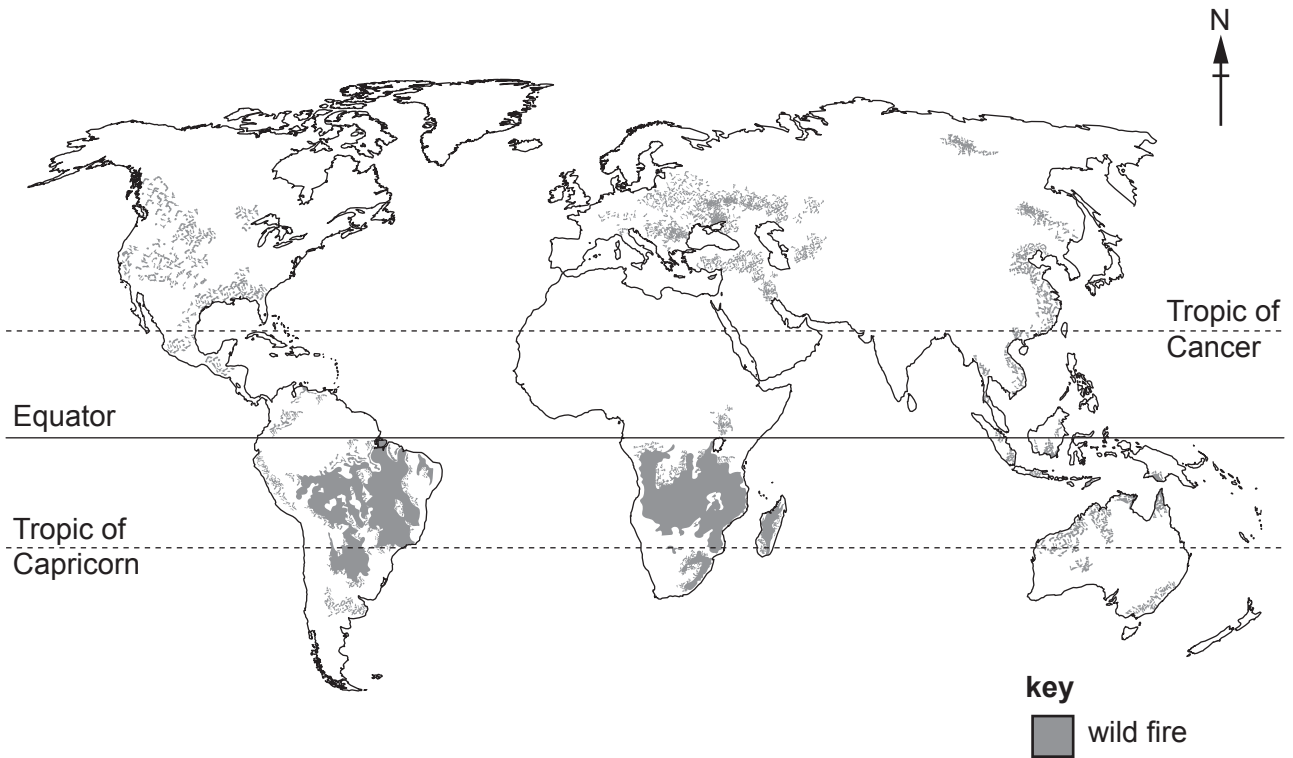 N
Tropic of
Cancer
Equator
Tropic of
Capricorn
key
wild fire